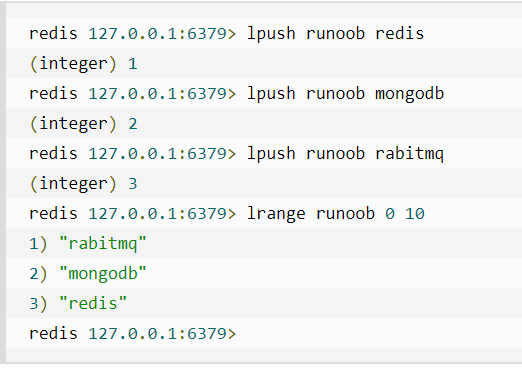 redis 127.0.0.1:6379> lpush runoob redis
(integer) 1
redis 127.0.0.1:6379> lpush runoob mongodb
(integer) 2
redis 127.0.0.1:6379> lpush runoob rabitmq
(integer) 3
redis 127.0.0.1:6379> lrange runoob 0 10
1) "rabitmq"
2) "mongodb"
3) "redis"
redis 127.0.0.1:6379>